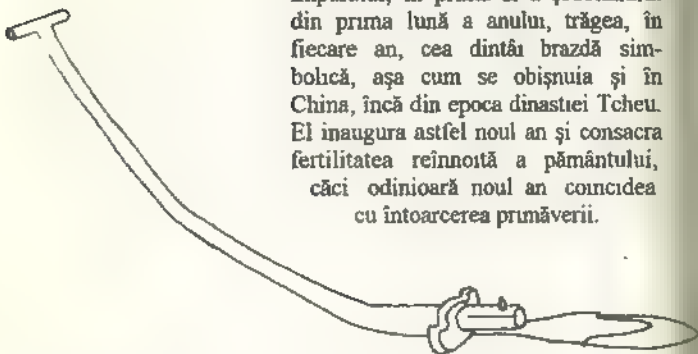 din prima lună a anului, trăgea, în
fiecare an, cea dintâi brazdă sim-
bolică, aşa cum se obişnuia şi în
China, încă din epoca dinastiei Tcheu.
El inaugura astfel noul an şi consacra
fertilitatea reînnoită a pământului,
căci odinioară noul an coincidea
cu întoarcerea primăverii.